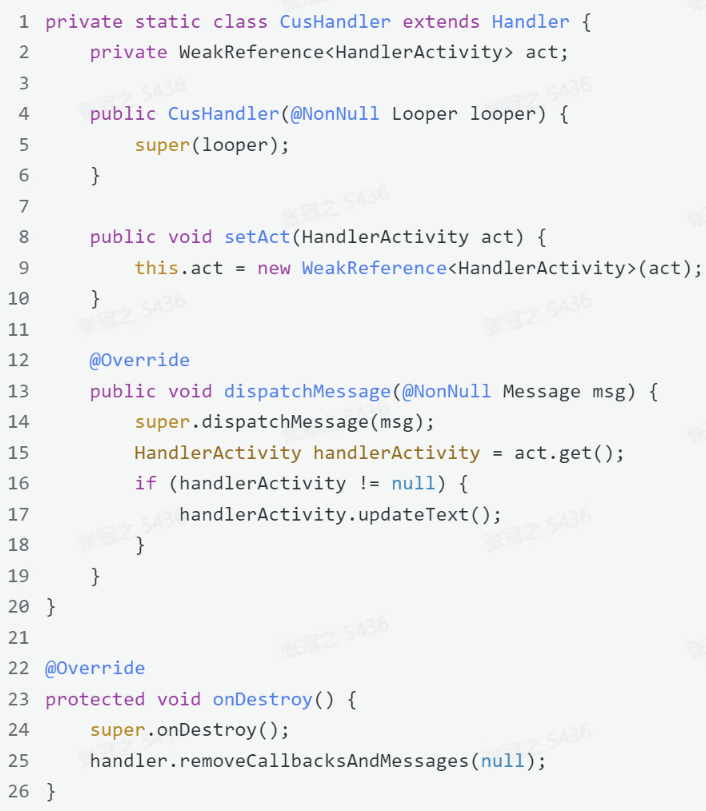 1 private static class CusHandler extends Handler {
2     private WeakReference<HandlerActivity> act;
3
4     public CusHandler(@NonNull Looper looper) {
5         super(looper);
6     }
7
8     public void setAct(HandlerActivity act) {
9         this.act = new WeakReference<HandlerActivity>(act);
10     }
11
12     @Override
13     public void dispatchMessage(@NonNull Message msg) {
14         super.dispatchMessage(msg);
15         HandlerActivity handlerActivity = act.get();
16         if (handlerActivity != null) {
17             handlerActivity.updateText();
18         }
19     }
20 }
21
22 @Override
23 protected void onDestroy() {
24     super.onDestroy();
25     handler.removeCallbacksAndMessages(null);
26 }
张冠之 5436